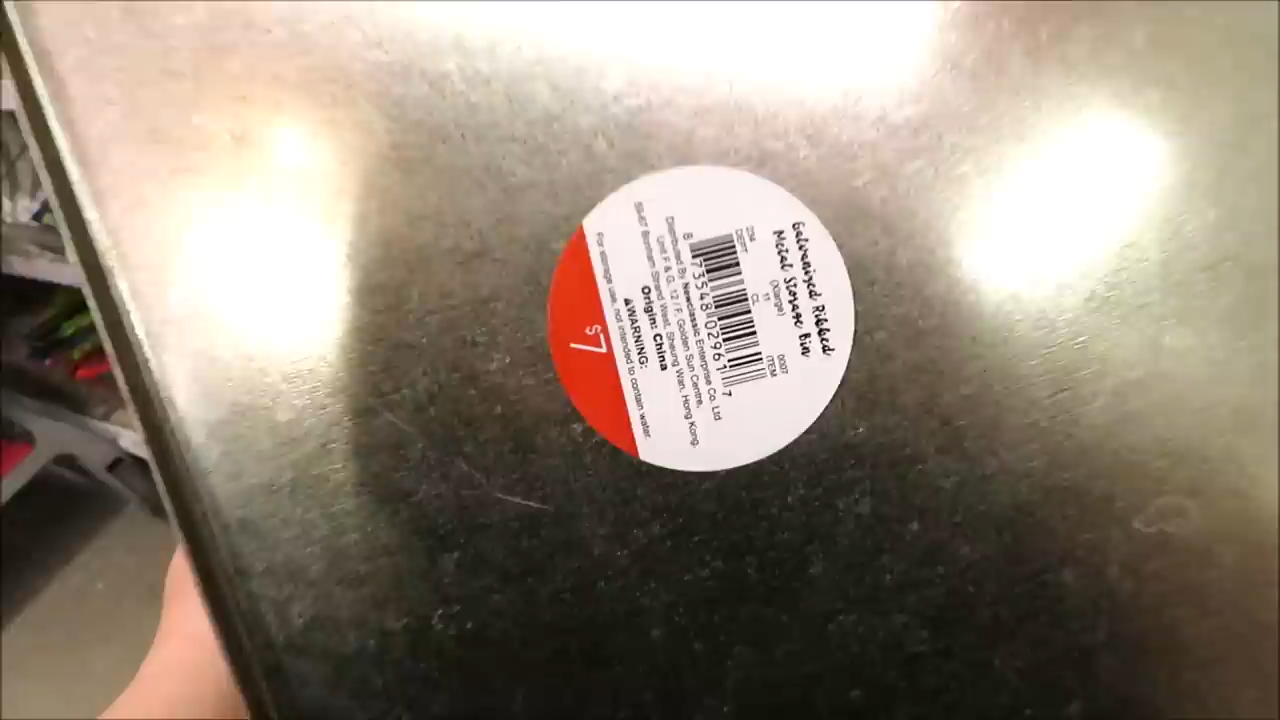 Galvanized Ribbed
Metal Storage Bin
(Xlarge)
234 11 0007
DEPT CL ITEM
8 73548 02961 7
Distributed By Newclassic Enterprise Co. Ltd
Unit F & G, 12 / F, Golden Sun Centre,
59-67 Bonham Strand West, Sheung Wan, Hong Kong.
Origin: China
⚠WARNING:
For storage use, not intended to contain water.
$7